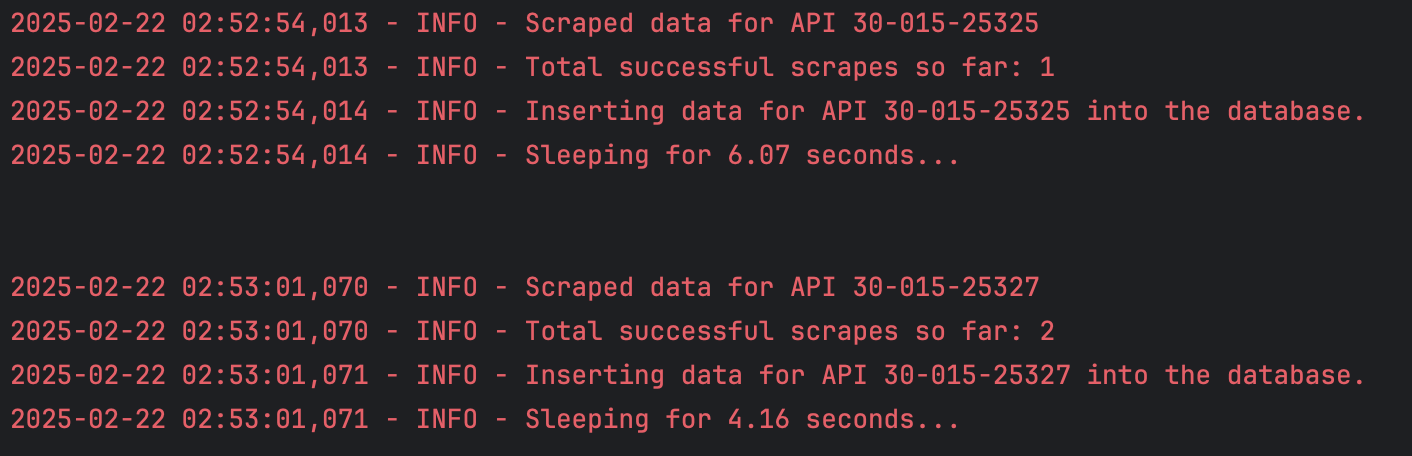 2025-02-22 02:52:54,013 - INFO - Scraped data for API 30-015-25325
2025-02-22 02:52:54,013 - INFO - Total successful scrapes so far: 1
2025-02-22 02:52:54,014 - INFO - Inserting data for API 30-015-25325 into the database.
2025-02-22 02:52:54,014 - INFO - Sleeping for 6.07 seconds...
2025-02-22 02:53:01,070 - INFO - Scraped data for API 30-015-25327
2025-02-22 02:53:01,070 - INFO - Total successful scrapes so far: 2
2025-02-22 02:53:01,071 - INFO - Inserting data for API 30-015-25327 into the database.
2025-02-22 02:53:01,071 - INFO - Sleeping for 4.16 seconds...